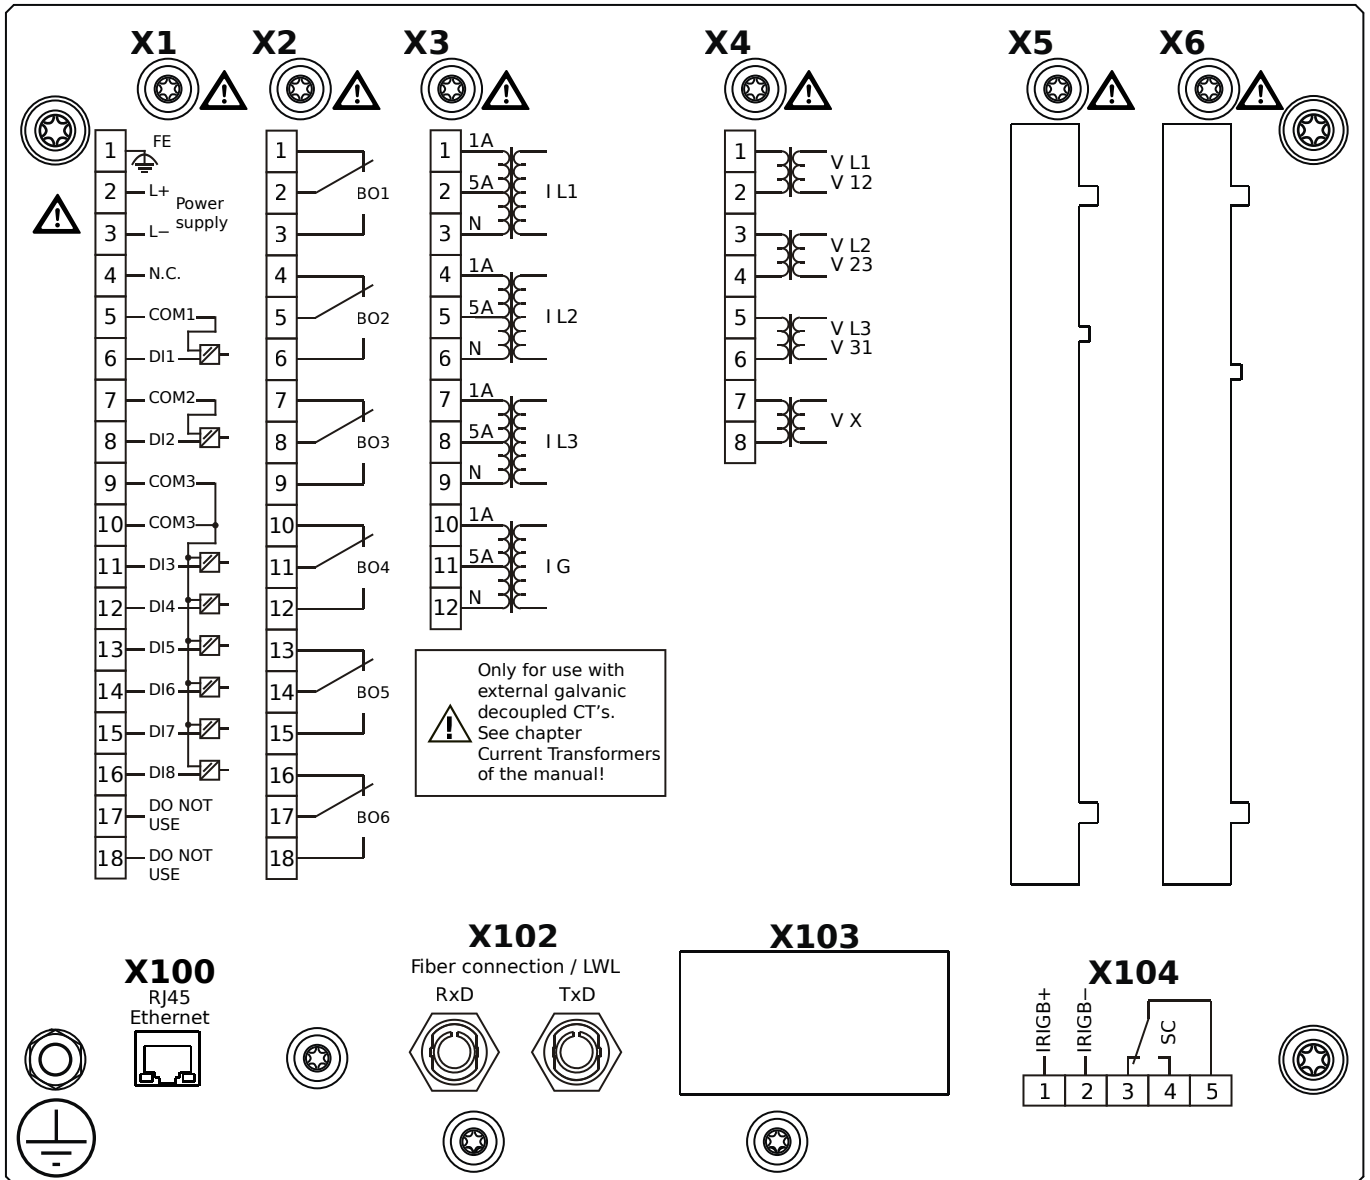 X1 X2 X3 X4 X5 X6
1 FE
2 L+
Power
supply
3 L−
4 N.C.
5 COM1
6 DI1
7 COM2
8 DI2
9 COM3
10 COM3
11 DI3
12 DI4
13 DI5
14 DI6
15 DI7
16 DI8
17 DO NOT
USE
18 DO NOT
USE
1
2 BO1
3
4
5 BO2
6
7
8 BO3
9
10
11 BO4
12
13
14 BO5
15
16
17 BO6
18
1 1A
2 5A I L1
3 N
4 1A
5 5A I L2
6 N
7 1A
8 5A I L3
9 N
10 1A
11 5A I G
12 N
Only for use with
external galvanic
decoupled CT's.
See chapter
Current Transformers
of the manual!
1 V L1
2 V 12
3 V L2
4 V 23
5 V L3
6 V 31
7 V X
8
X100
RJ45
Ethernet
X102
Fiber connection / LWL
RxD TxD
X103
X104
IRIGB+ IRIGB− SC
1 2 3 4 5